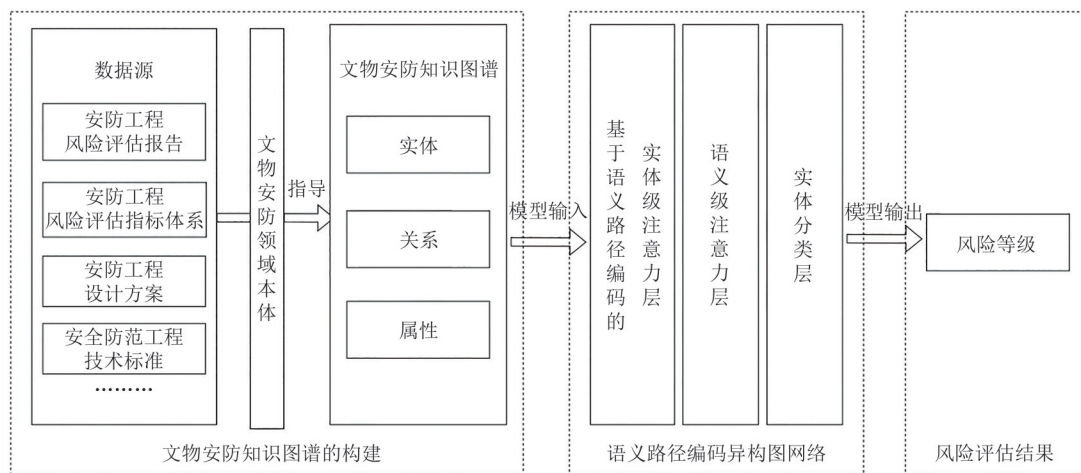 数据源
安防工程
风险评估报告
安防工程
风险评估指标体系
安防工程
设计方案
安全防范工程
技术标准
………
文物安防领域本体
指导
文物安防知识图谱
实体
关系
属性
文物安防知识图谱的构建
模型输入
基于语义路径编码的
实体级注意力层
语义级注意力层
实体分类层
语义路径编码异构图网络
模型输出
风险等级
风险评估结果